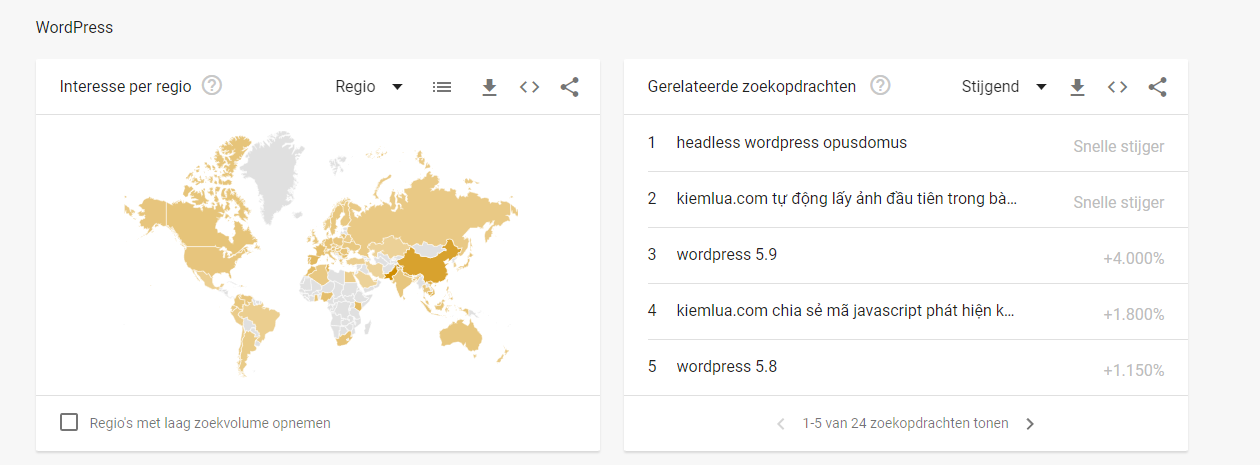 WordPress
Interesse per regio
Regio
Gerelateerde zoekopdrachten
Stijgend
1 headless wordpress opusdomus Snelle stijger
2 kiemlua.com tự động lấy ảnh đầu tiên trong bà... Snelle stijger
3 wordpress 5.9 +4.000%
4 kiemlua.com chia sẻ mã javascript phát hiện k... +1.800%
5 wordpress 5.8 +1.150%
Regio's met laag zoekvolume opnemen
1-5 van 24 zoekopdrachten tonen